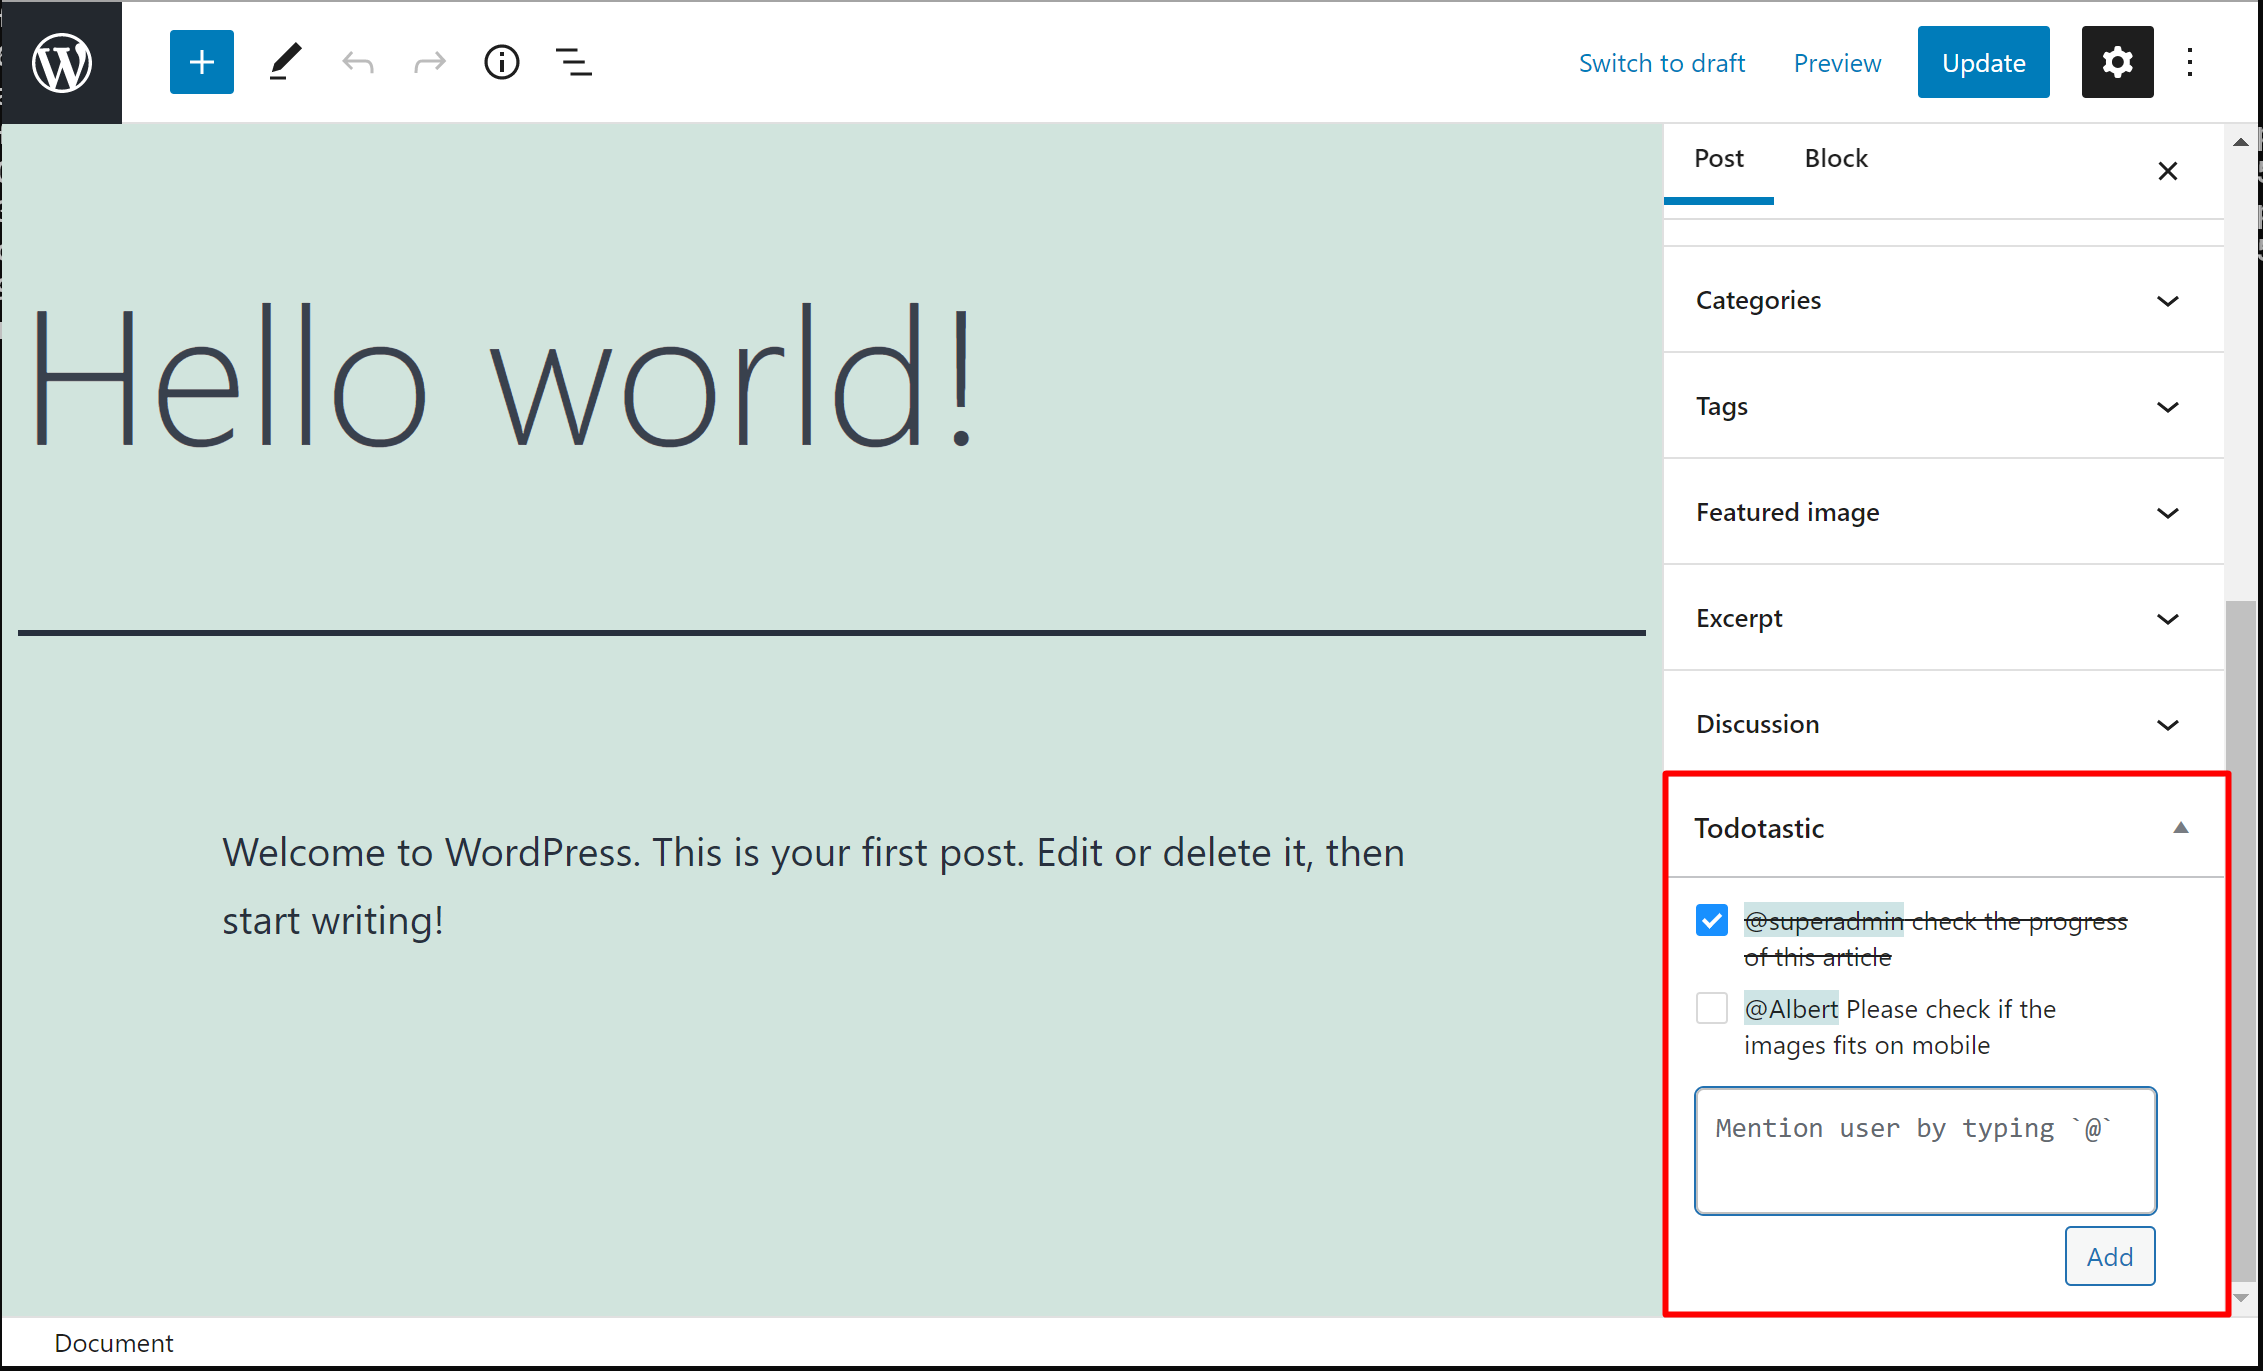 Switch to draft Preview Update
Post Block
Categories
Tags
Featured image
Excerpt
Discussion
Todotastic
@superadmin check the progress
of this article
@Albert Please check if the
images fits on mobile
Mention user by typing `@`
Add
Hello world!
Welcome to WordPress. This is your first post. Edit or delete it, then
start writing!
Document